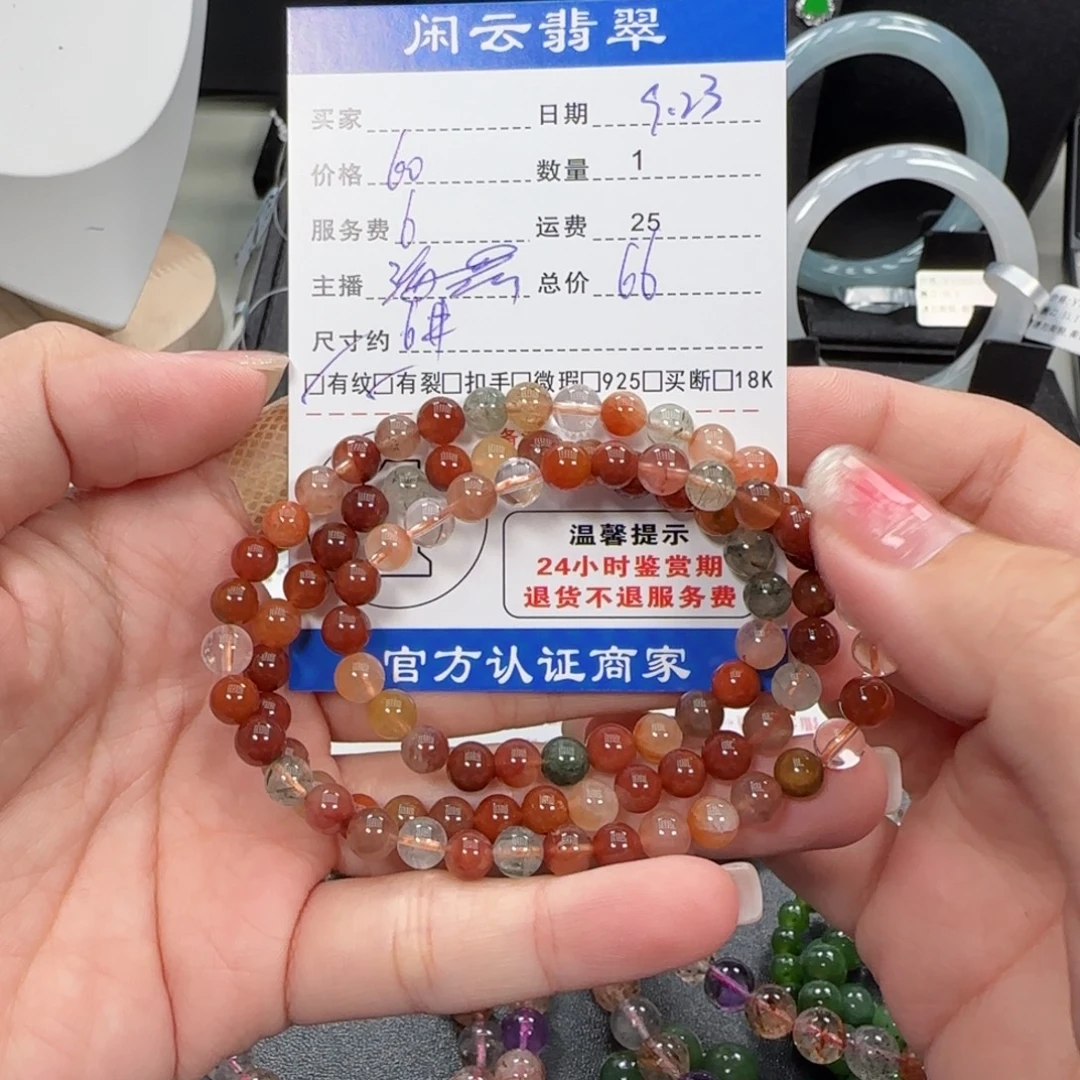 闲云翡翠
买家 日期 9.23
价格 60 数量 1
服务费 6 运费 25
主播 总价 66
尺寸约 6#
☐有纹☐有裂☐扣手☐微瑕☐925☐买断☐18K
温馨提示
24小时鉴赏期
退货不退服务费
官方认证商家